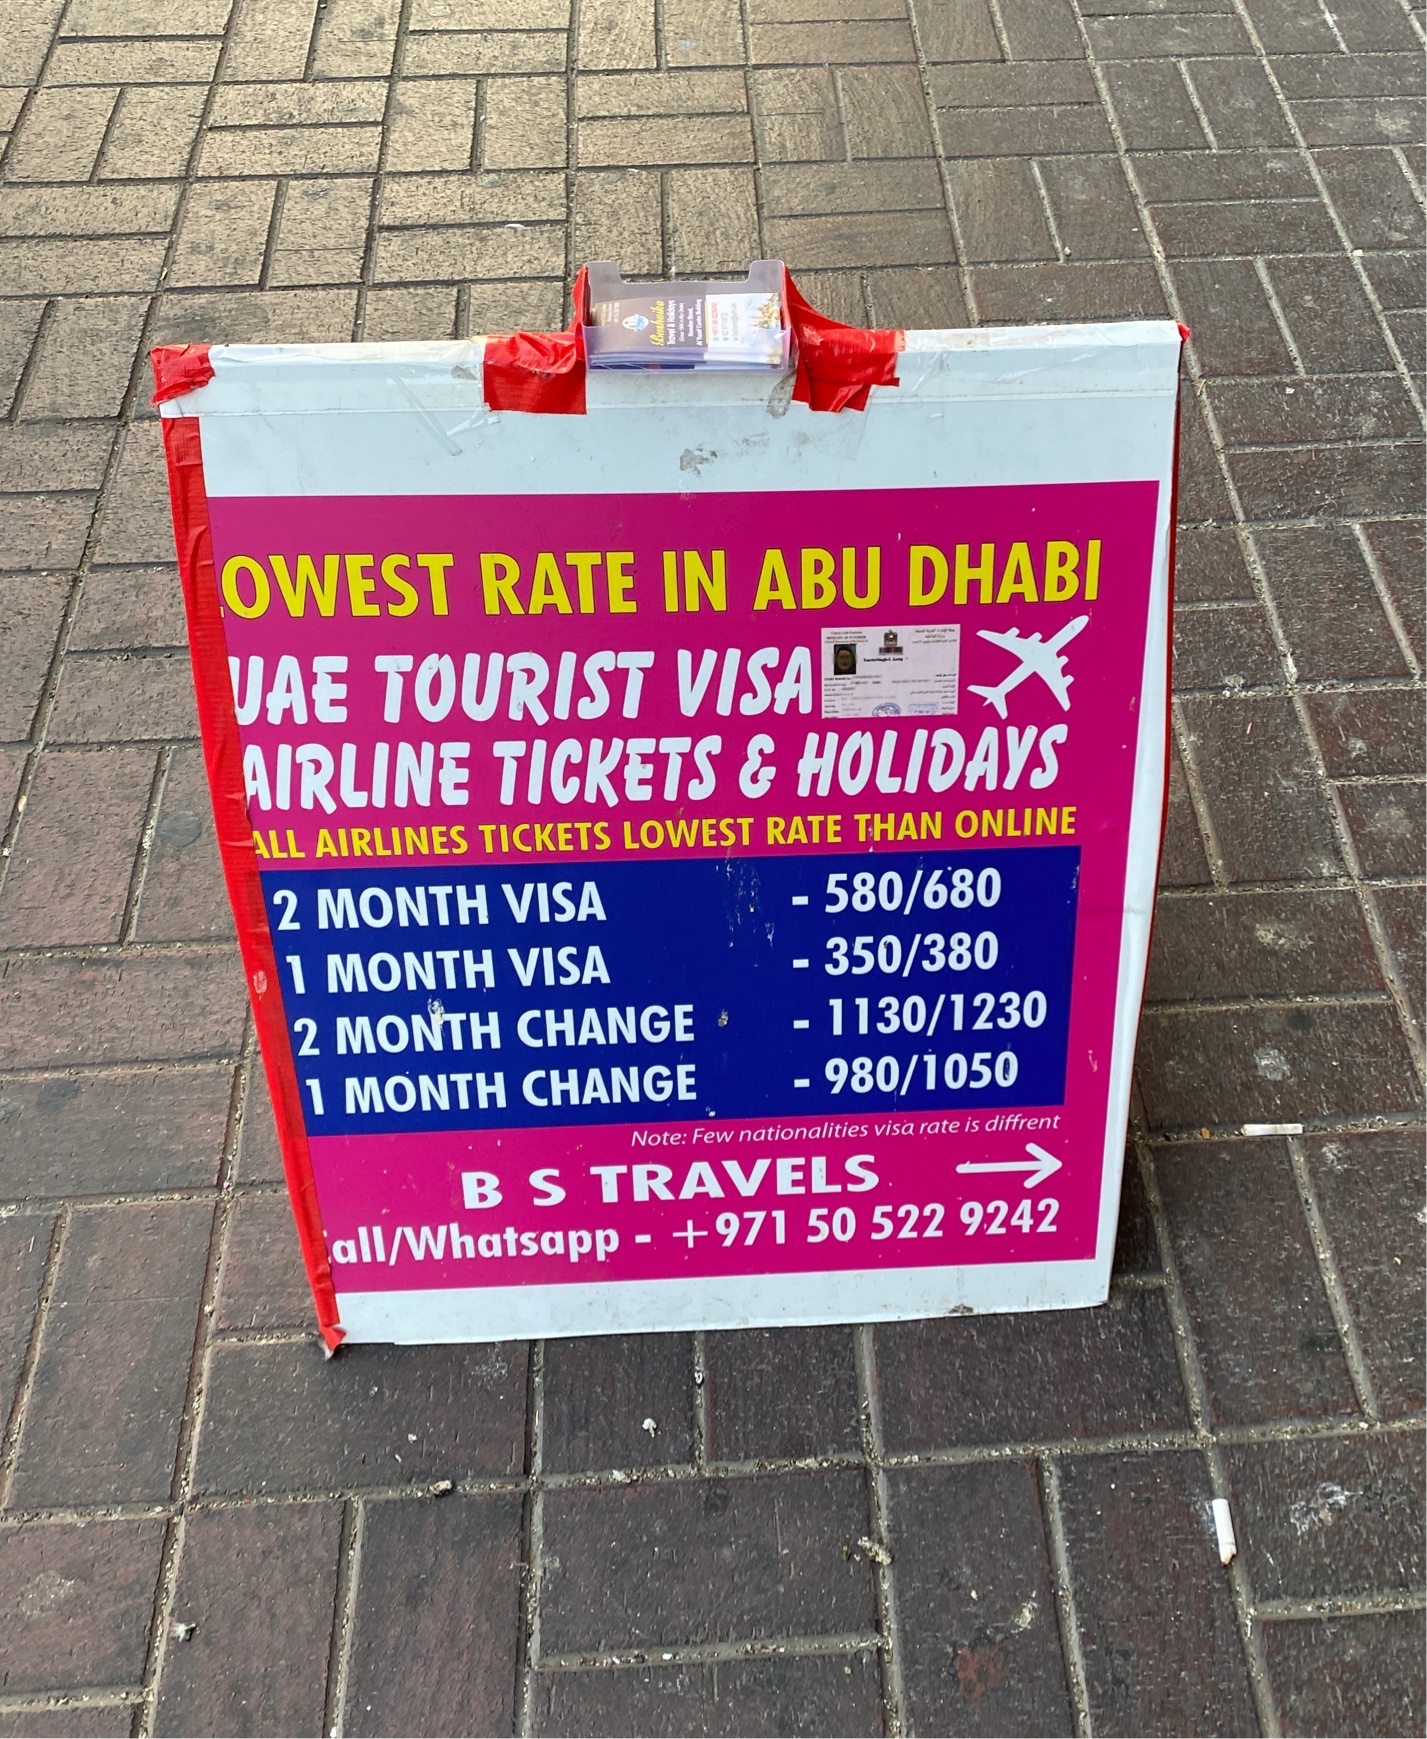 Travel & Holidays
OWEST RATE IN ABU DHABI
UAE TOURIST VISA
AIRLINE TICKETS & HOLIDAYS
ALL AIRLINES TICKETS LOWEST RATE THAN ONLINE
2 MONTH VISA - 580/680
1 MONTH VISA - 350/380
2 MONTH CHANGE - 1130/1230
1 MONTH CHANGE - 980/1050
Note: Few nationalities visa rate is diffrent
B S TRAVELS →
all/Whatsapp - +971 50 522 9242